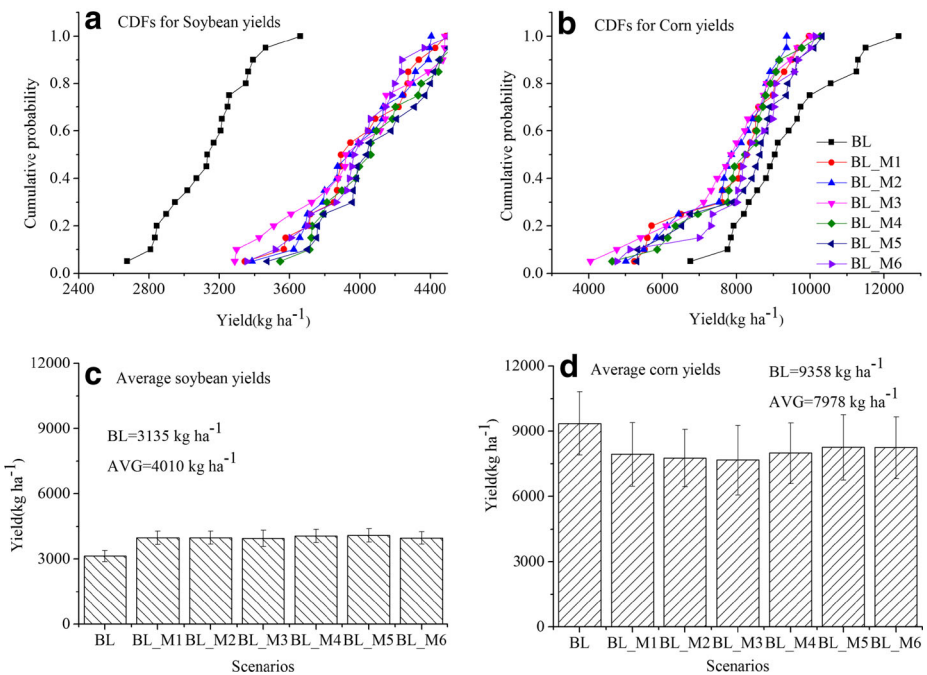 a CDFs for Soybean yields
1.0
0.8
0.6
0.4
0.2
0.0
Cumulative probability
2400 2800 3200 3600 4000 4400
Yield(kg ha-1)
b CDFs for Corn yields
1.0
0.8
0.6
0.4
0.2
0.0
Cumulative probability
4000 6000 8000 10000 12000
Yield(kg ha-1)
BL
BL_M1
BL_M2
BL_M3
BL_M4
BL_M5
BL_M6
c Average soybean yields
BL=3135 kg ha-1
AVG=4010 kg ha-1
12000
9000
6000
3000
0
Yield(kg ha-1)
BL BL_M1 BL_M2 BL_M3 BL_M4 BL_M5 BL_M6
Scenarios
d Average corn yields
BL=9358 kg ha-1
AVG=7978 kg ha-1
12000
9000
6000
3000
0
Yield(kg ha-1)
BL BL_M1 BL_M2 BL_M3 BL_M4 BL_M5 BL_M6
Scenarios